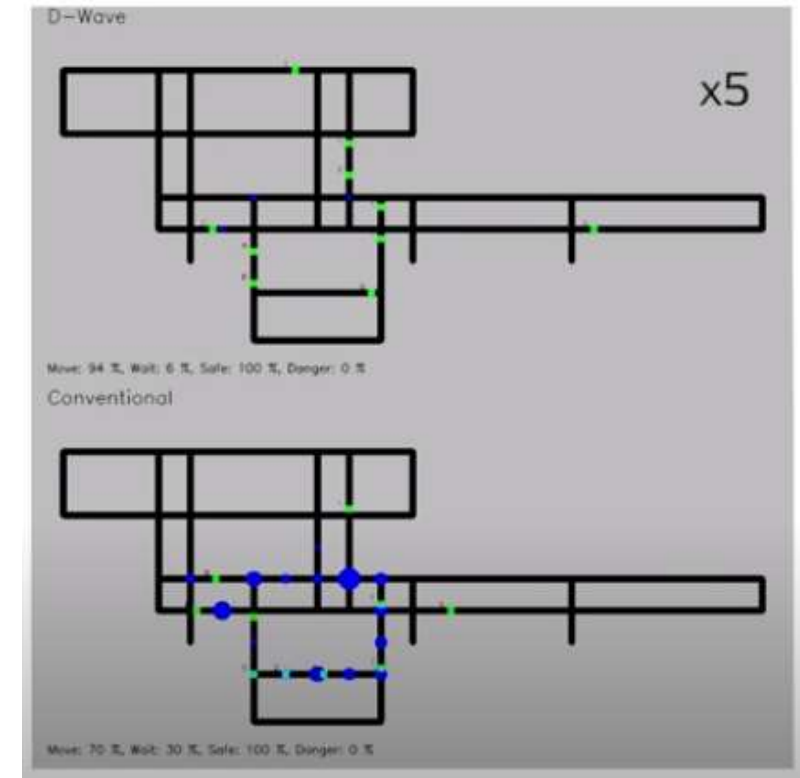 D-Wave
x5
Move: 94 %, Wait: 6 %, Safe: 100 %, Danger: 0 %
Conventional
Move: 70 %, Wait: 30 %, Safe: 100 %, Danger: 0 %